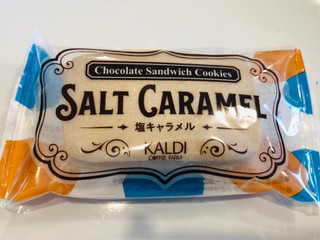 Chocolate Sandwich Cookies
SALT CARAMEL
塩キャラメル
KALDI
COFFEE FARM